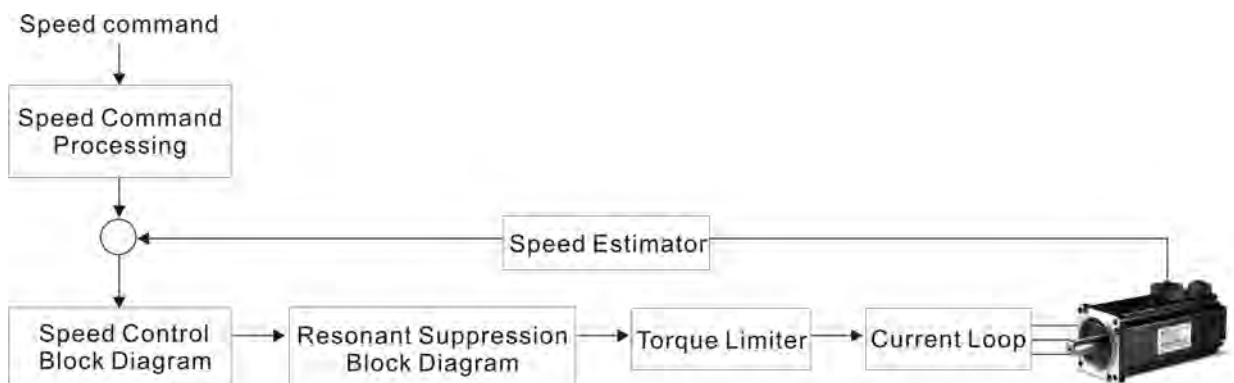 Speed command
Speed Command
Processing
Speed Estimator
Speed Control
Block Diagram
Resonant Suppression
Block Diagram
Torque Limiter
Current Loop